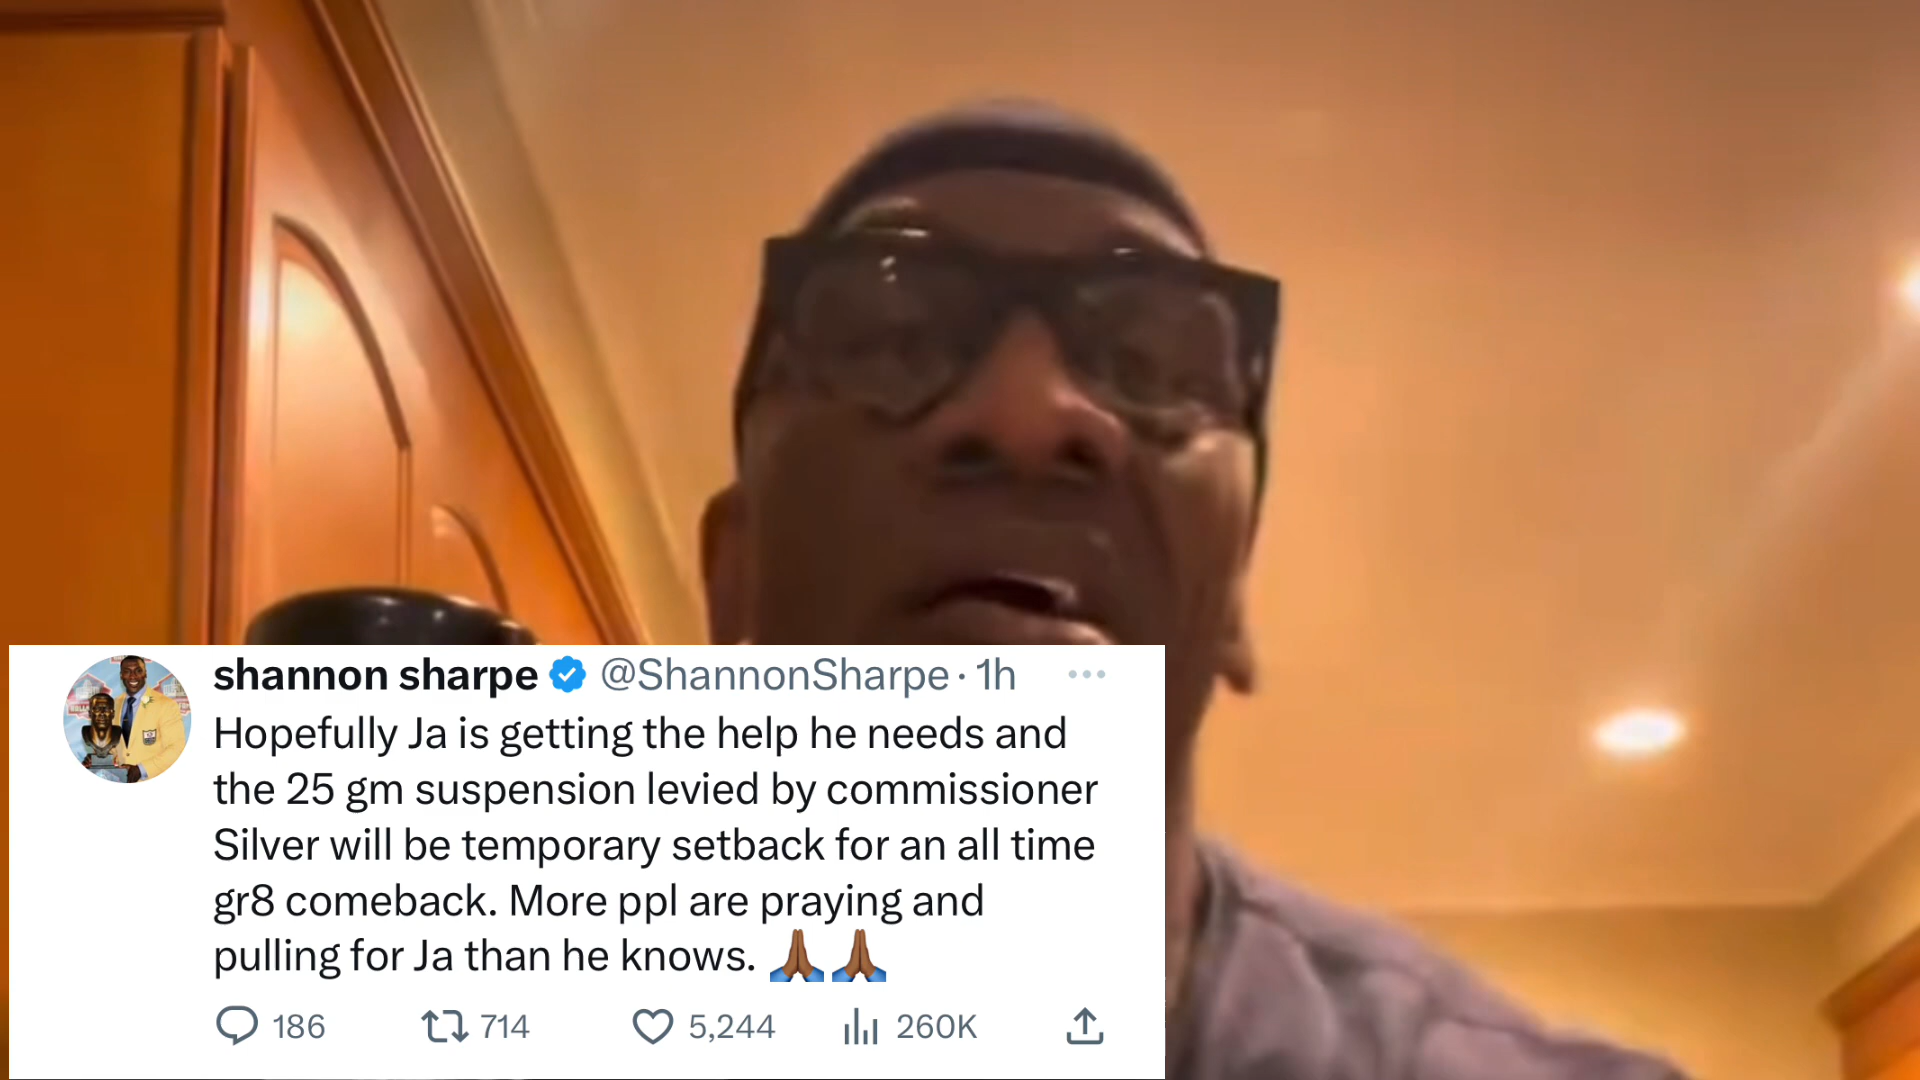 shannon sharpe @ShannonSharpe · 1h
Hopefully Ja is getting the help he needs and
the 25 gm suspension levied by commissioner
Silver will be temporary setback for an all time
gr8 comeback. More ppl are praying and
pulling for Ja than he knows. 🙏🏾🙏🏾
186 714 5,244 260K